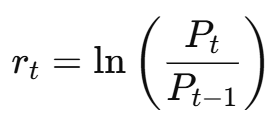 r_t = ln(P_t / P_{t-1})